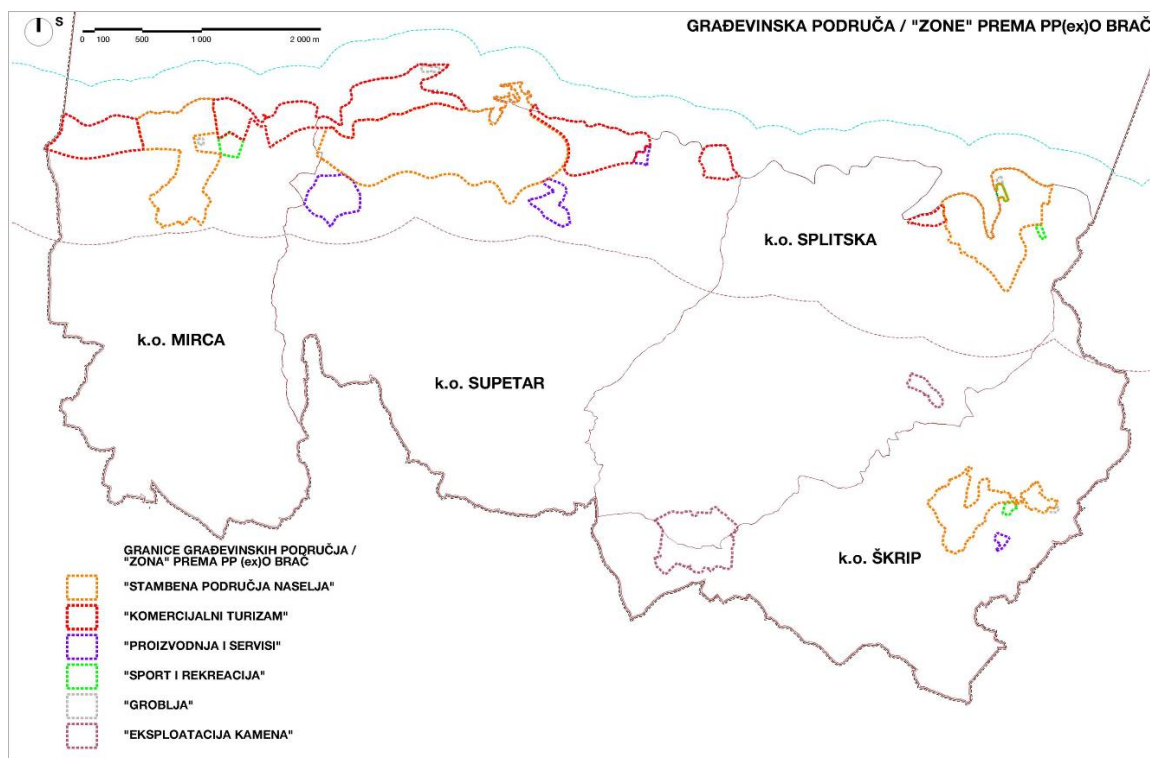 S
0 100 500 1 000 2 000 m
GRAĐEVINSKA PODRUČA / "ZONE" PREMA PP(ex)O BRAČ
k.o. SPLITSKA
k.o. MIRCA
k.o. SUPETAR
k.o. ŠKRIP
GRANICE GRAĐEVINSKIH PODRUČJA /
"ZONA" PREMA PP (ex)O BRAČ
"STAMBENA PODRUČJA NASELJA"
"KOMERCIJALNI TURIZAM"
"PROIZVODNJA I SERVISI"
"SPORT I REKREACIJA"
"GROBLJA"
"EKSPLOATACIJA KAMENA"